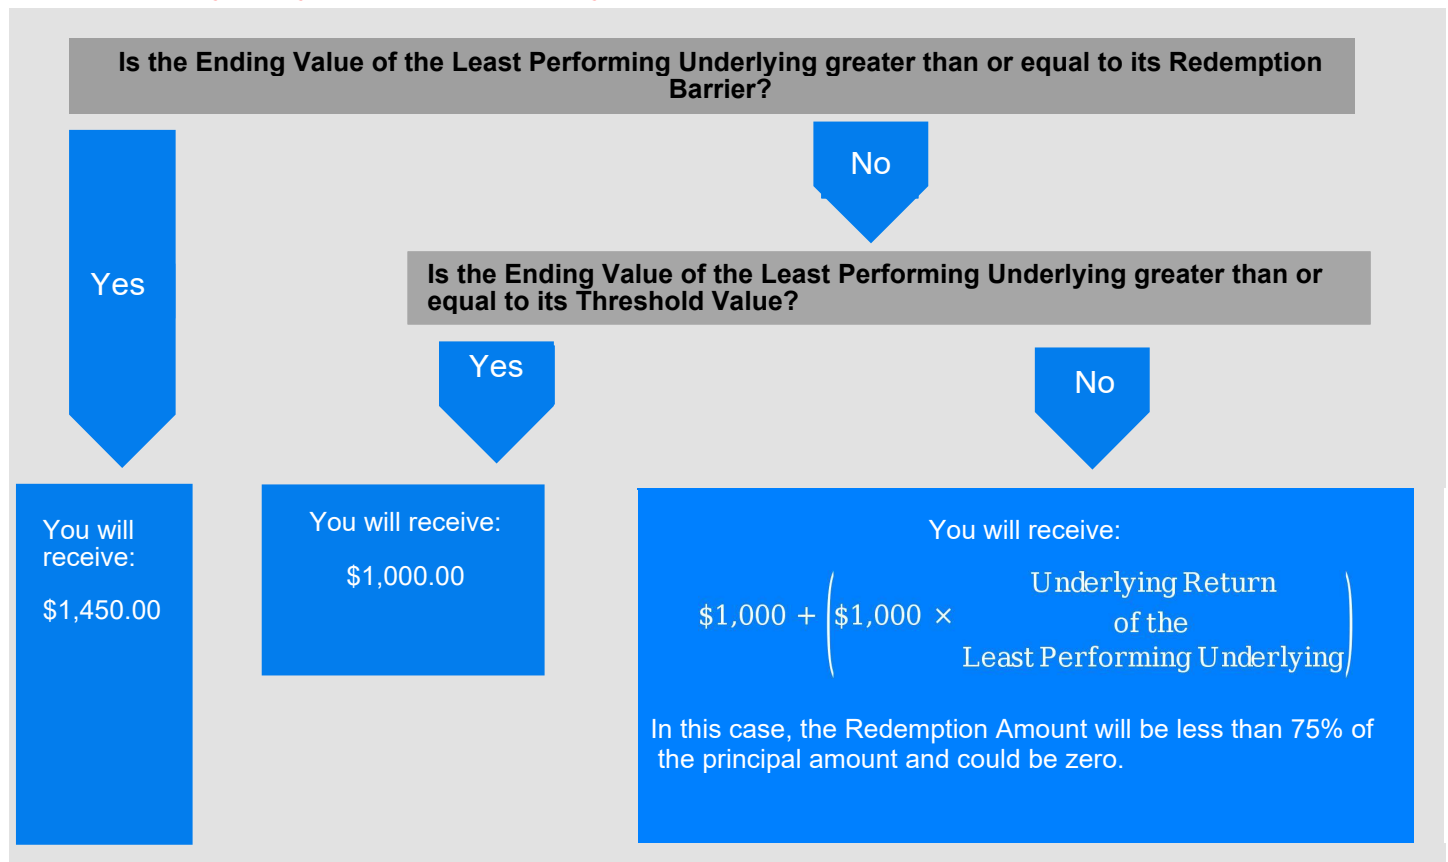 Is the Ending Value of the Least Performing Underlying greater than or equal to its Redemption
Barrier?
No
Yes
Is the Ending Value of the Least Performing Underlying greater than or
equal to its Threshold Value?
Yes
No
You will
receive:
$1,450.00
You will receive:
$1,000.00
You will receive:
$1,000 + ($1,000 × Underlying Return
of the
Least Performing Underlying)
In this case, the Redemption Amount will be less than 75% of
the principal amount and could be zero.